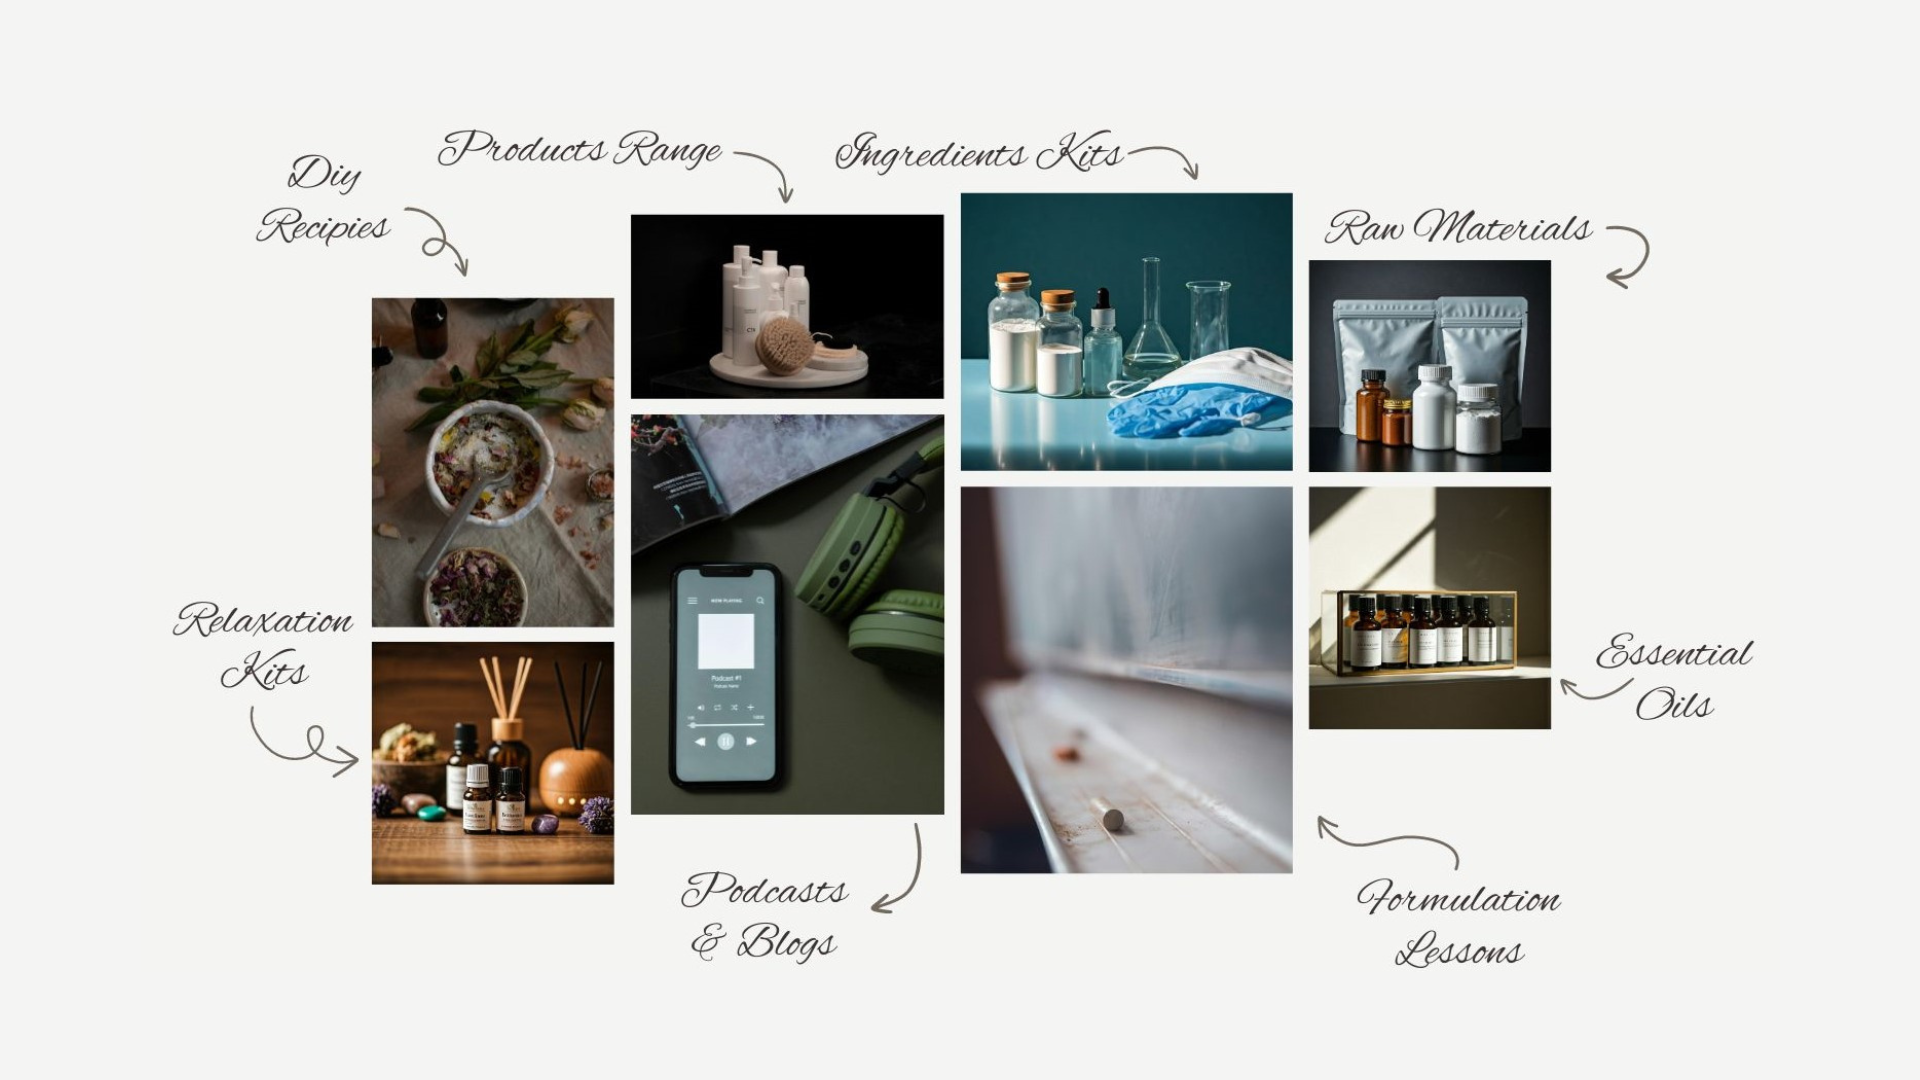 Diy
Recipies
Products Range
Ingredients Kits
Raw Materials
NOW PLAYING
Podcast #1
Relaxation
Kits
Essential
Oils
Podcasts
& Blogs
Formulation
Lessons